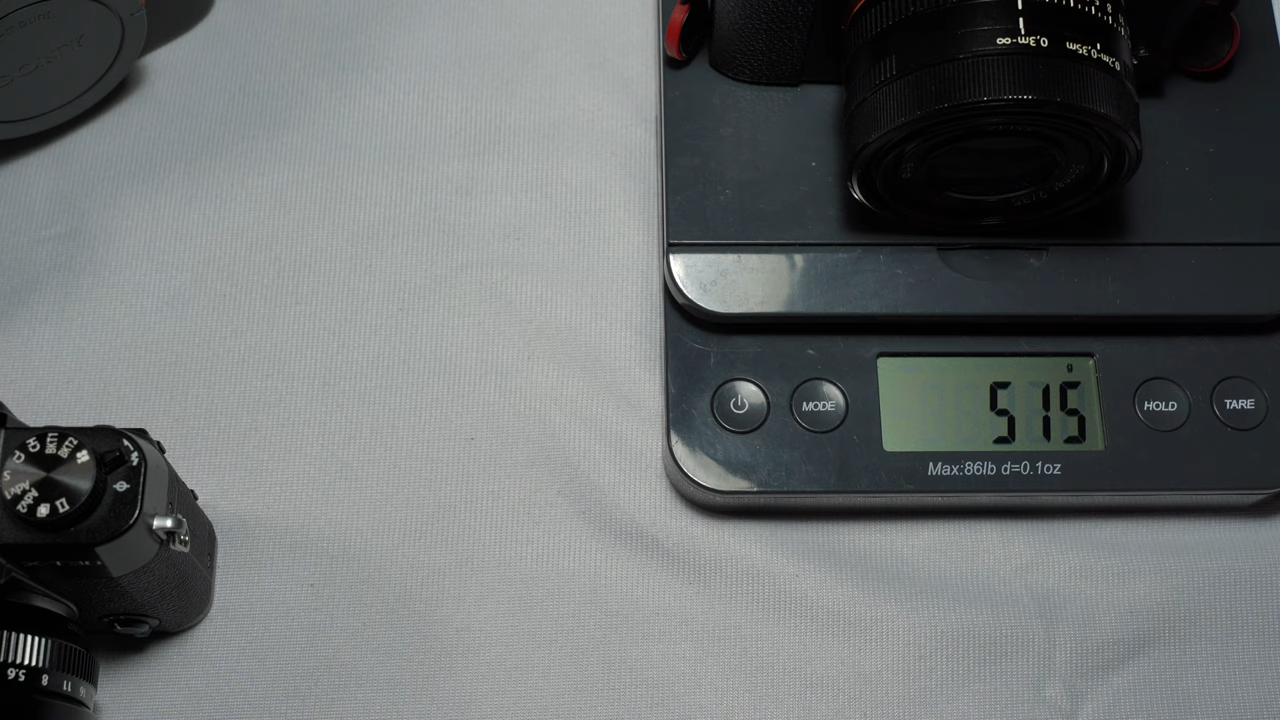 0,3m-∞ 0,2m-0,35m
515 g
MODE
HOLD
TARE
Max:86lb d=0.1oz
CH
BKT1
BKT2
S
Adv1
Adv2
5.6 8 11 16